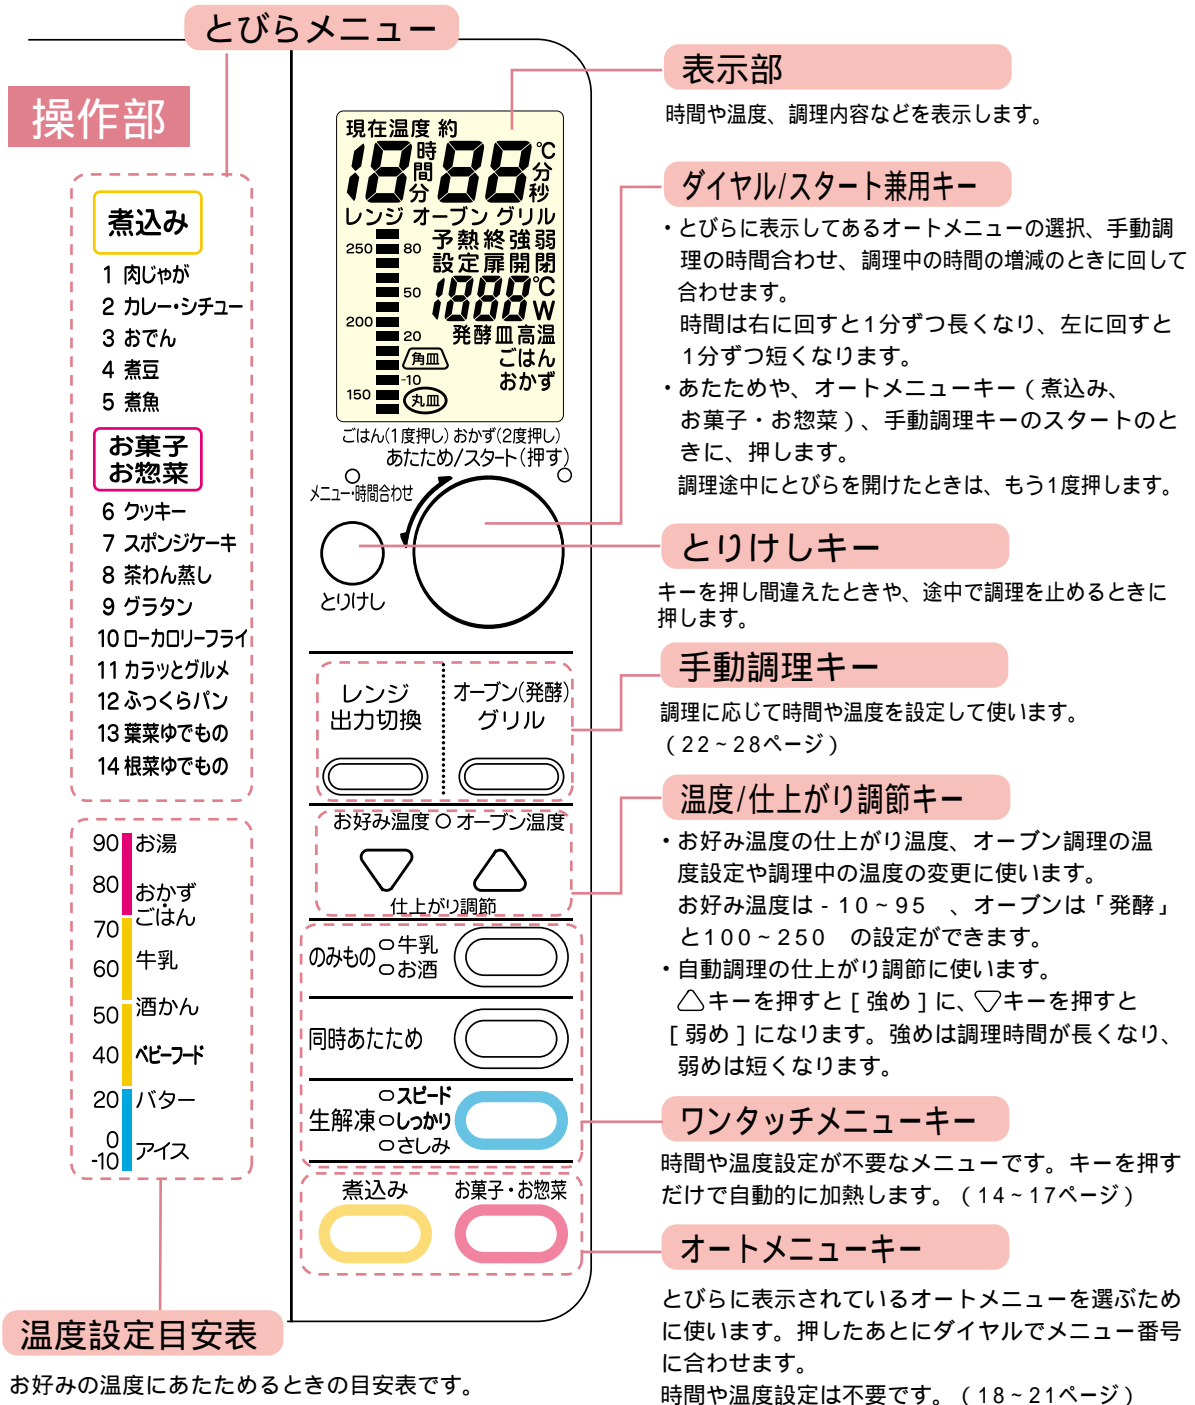 とびらメニュー
操作部
煮込み
1 肉じゃが
2 カレー・シチュー
3 おでん
4 煮豆
5 煮魚
お菓子
お惣菜
6 クッキー
7 スポンジケーキ
8 茶わん蒸し
9 グラタン
10 ローカロリーフライ
11 カラッとグルメ
12 ふっくらパン
13 葉菜ゆでもの
14 根菜ゆでもの
90 お湯
80 おかず
70 ごはん
60 牛乳
50 酒かん
40 ベビーフード
20 バター
0
-10 アイス
温度設定目安表
お好みの温度にあたためるときの目安表です。
現在温度 約
18時間分88℃分秒
レンジ オーブン グリル
250 80 予熱終強弱
設定扉開閉
50 1888℃W
200
20 発酵皿高温
角皿 ごはん
-10 おかず
150 丸皿
ごはん(1度押し) おかず(2度押し)
あたため/スタート(押す)
メニュー・時間合わせ
とりけし
レンジ
出力切換
オーブン(発酵)
グリル
お好み温度 オーブン温度
仕上がり調節
のみもの 牛乳
お酒
同時あたため
スピード
生解凍 しっかり
さしみ
煮込み お菓子・お惣菜
表示部
時間や温度、調理内容などを表示します。
ダイヤル/スタート兼用キー
・とびらに表示してあるオートメニューの選択、手動調
理の時間合わせ、調理中の時間の増減のときに回して
合わせます。
時間は右に回すと1分ずつ長くなり、左に回すと
1分ずつ短くなります。
・あたためや、オートメニューキー(煮込み、
お菓子・お惣菜)、手動調理キーのスタートのと
きに、押します。
調理途中にとびらを開けたときは、もう1度押します。
とりけしキー
キーを押し間違えたときや、途中で調理を止めるときに
押します。
手動調理キー
調理に応じて時間や温度を設定して使います。
(22~28ページ)
温度/仕上がり調節キー
・お好み温度の仕上がり温度、オーブン調理の温
度設定や調理中の温度の変更に使います。
お好み温度は-10~95 、オーブンは「発酵」
と100~250 の設定ができます。
・自動調理の仕上がり調節に使います。
△キーを押すと[強め]に、▽キーを押すと
[弱め]になります。強めは調理時間が長くなり、
弱めは短くなります。
ワンタッチメニューキー
時間や温度設定が不要なメニューです。キーを押す
だけで自動的に加熱します。(14~17ページ)
オートメニューキー
とびらに表示されているオートメニューを選ぶため
に使います。押したあとにダイヤルでメニュー番号
に合わせます。
時間や温度設定は不要です。(18~21ページ)